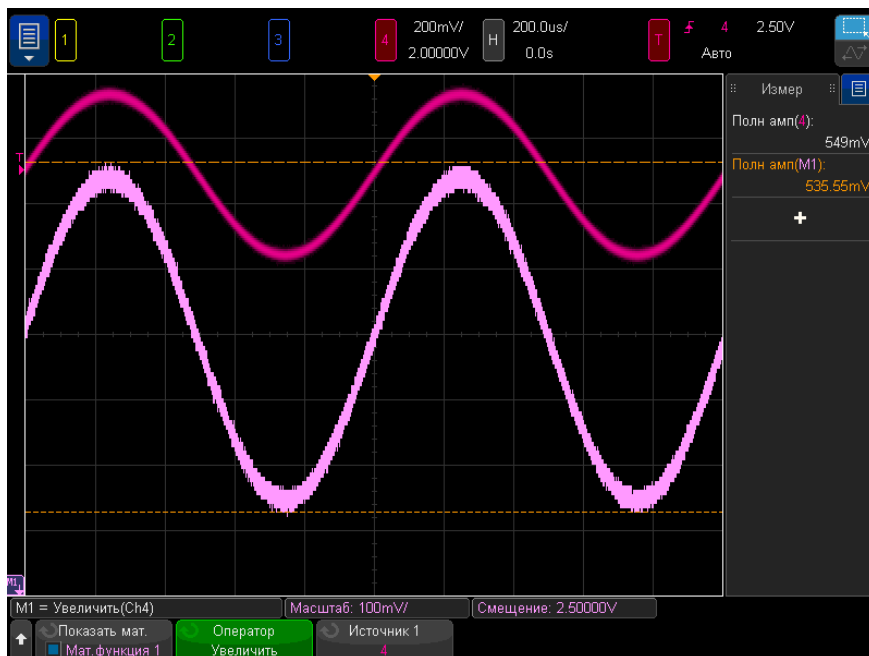 1 2 3 4 200mV/ 2.00000V H 200.0us/ 0.0s T 4 2.50V Авто
Измер
Полн амп(4):
549mV
Полн амп(M1):
535.55mV
+
T
M1
M1 = Увеличить(Ch4) Масштаб: 100mV/ Смещение: 2.50000V
Показать мат. Оператор Источник 1
Мат.функция 1 Увеличить 4